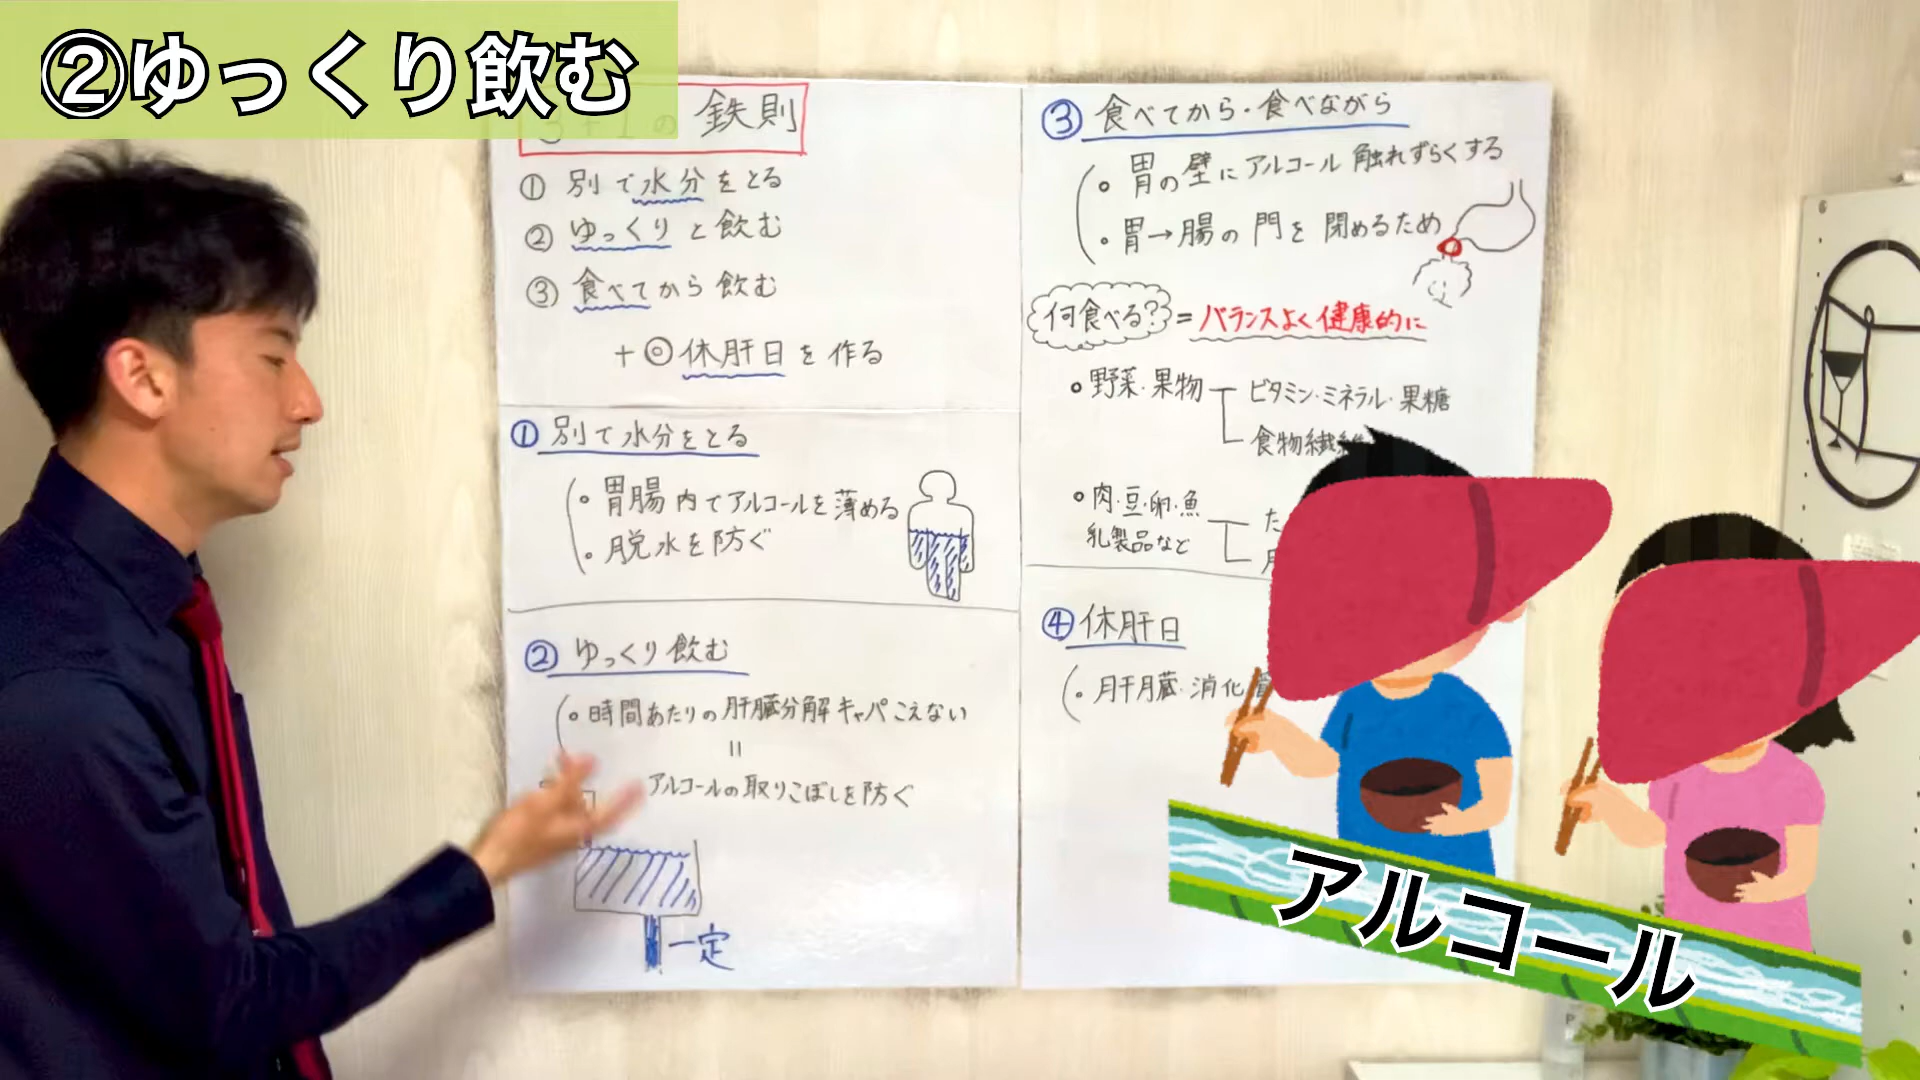 ②ゆっくり飲む
鉄則
① 別で水分をとる
② ゆっくりと飲む
③ 食べてから飲む
+◎休肝日を作る
① 別で水分をとる
・胃腸内でアルコールを薄める
・脱水を防ぐ
② ゆっくり飲む
・時間あたりの肝臓分解キャパこえない
=
アルコールの取りこぼしを防ぐ
一定
③ 食べてから・食べながら
・胃の壁にアルコール触れずらくする
・胃→腸の門を閉めるため
何食べる?=バランスよく健康的に
・野菜・果物
ビタミン・ミネラル・果糖
食物繊維
・肉・豆・卵・魚
乳製品など
た
④ 休肝日
・肝臓・消化管
アルコール